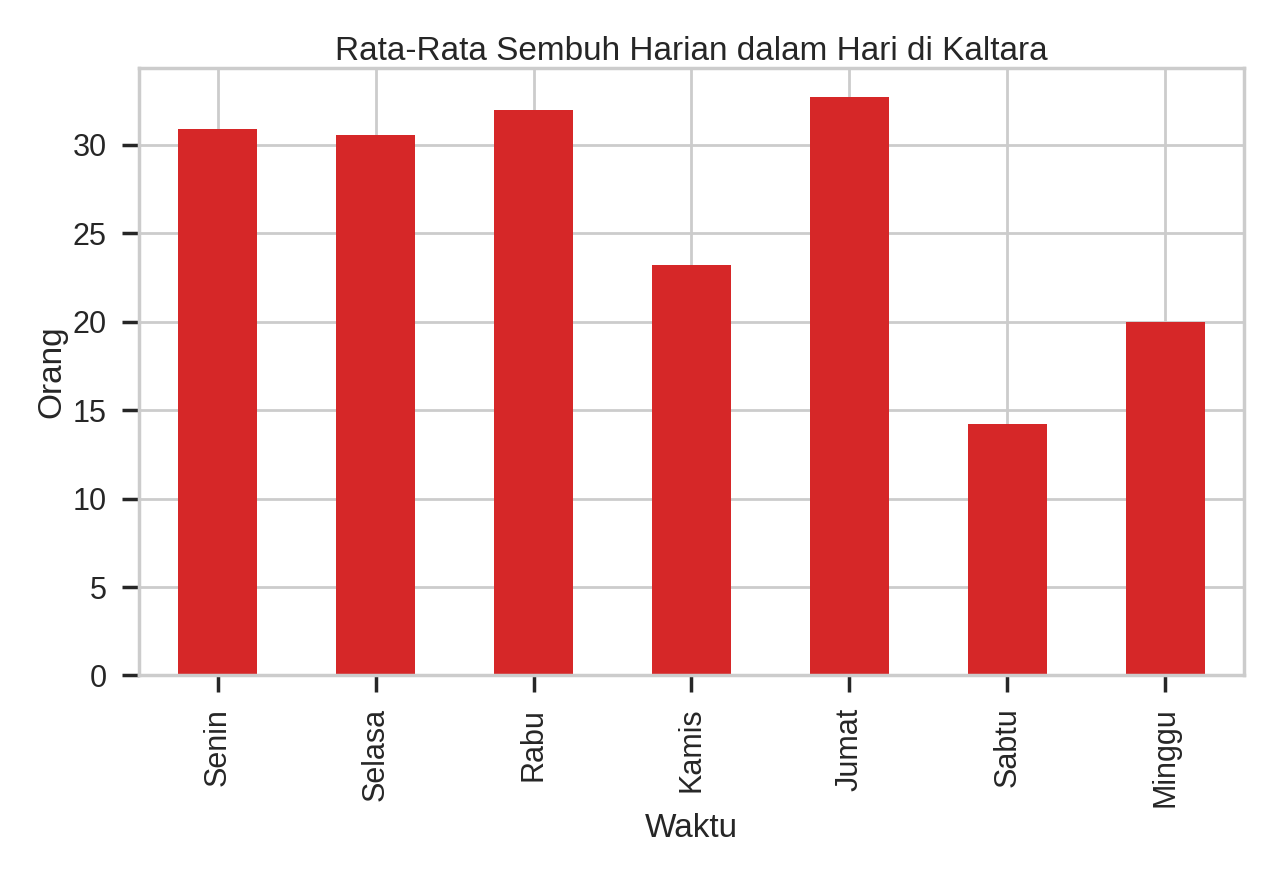 Rata-Rata Sembuh Harian dalam Hari di Kaltara
Orang
30
25
20
15
10
5
0
Senin
Selasa
Rabu
Kamis
Jumat
Sabtu
Minggu
Waktu